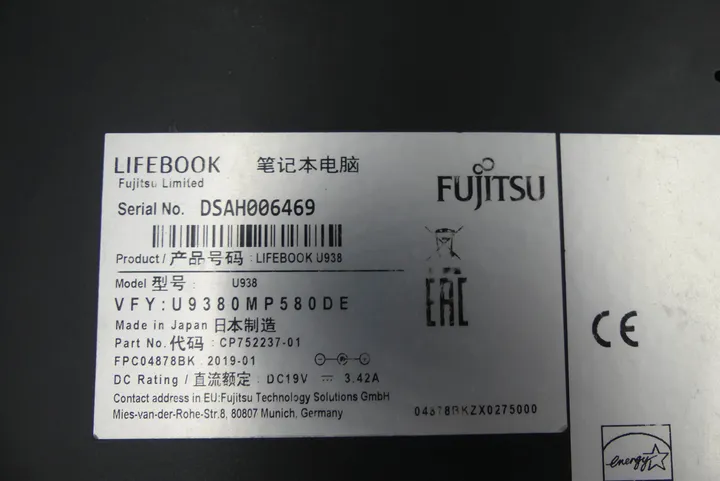 LIFEBOOK 笔记本电脑
Fujitsu Limited
FUJITSU
Serial No. DSAH006469
Product / 产品号码 : LIFEBOOK U938
Model 型号 : U938
VFY:U9380MP580DE
EAC
Made in Japan 日本制造
Part No. 代码 : CP752237-01
FPC04878BK 2019-01
DC Rating / 直流额定 : DC19V ⎓ 3.42A
Contact address in EU:Fujitsu Technology Solutions GmbH
Mies-van-der-Rohe-Str.8, 80807 Munich, Germany
04878BKZX0275000
CE
energy